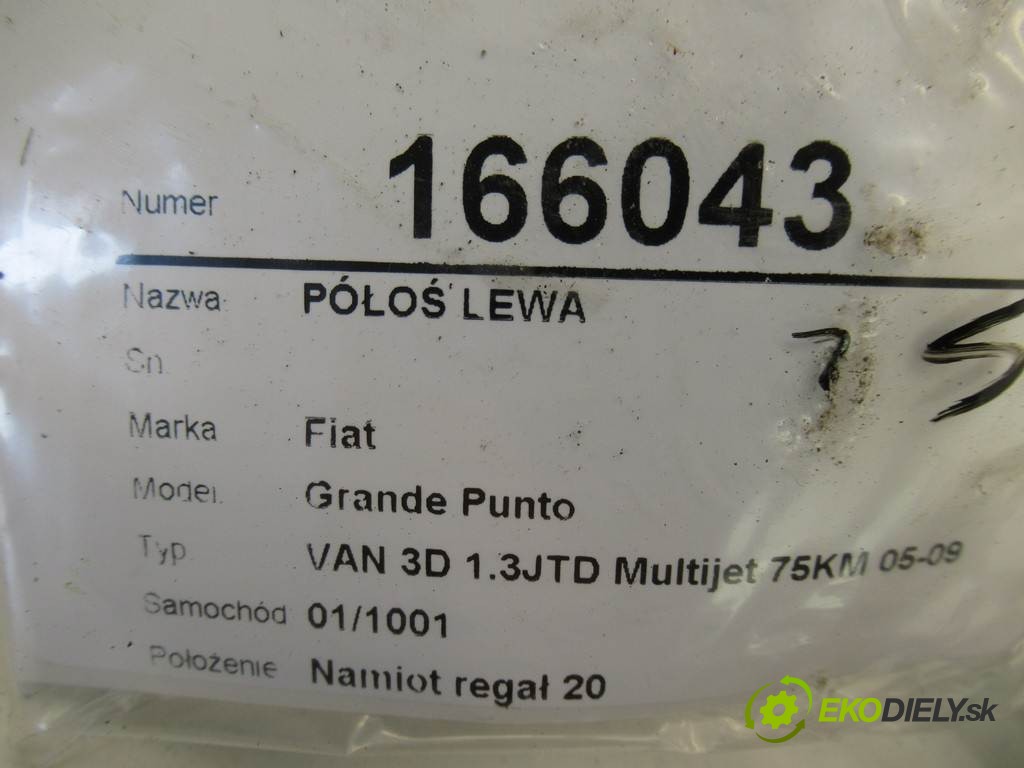 Numer 166043
Nazwa PÓŁOŚ LEWA
Sn.
Marka Fiat
Model Grande Punto
Typ VAN 3D 1.3JTD Multijet 75KM 05-09
Samochód 01/1001
Położenie Namiot regał 20
EKODIELY.sk